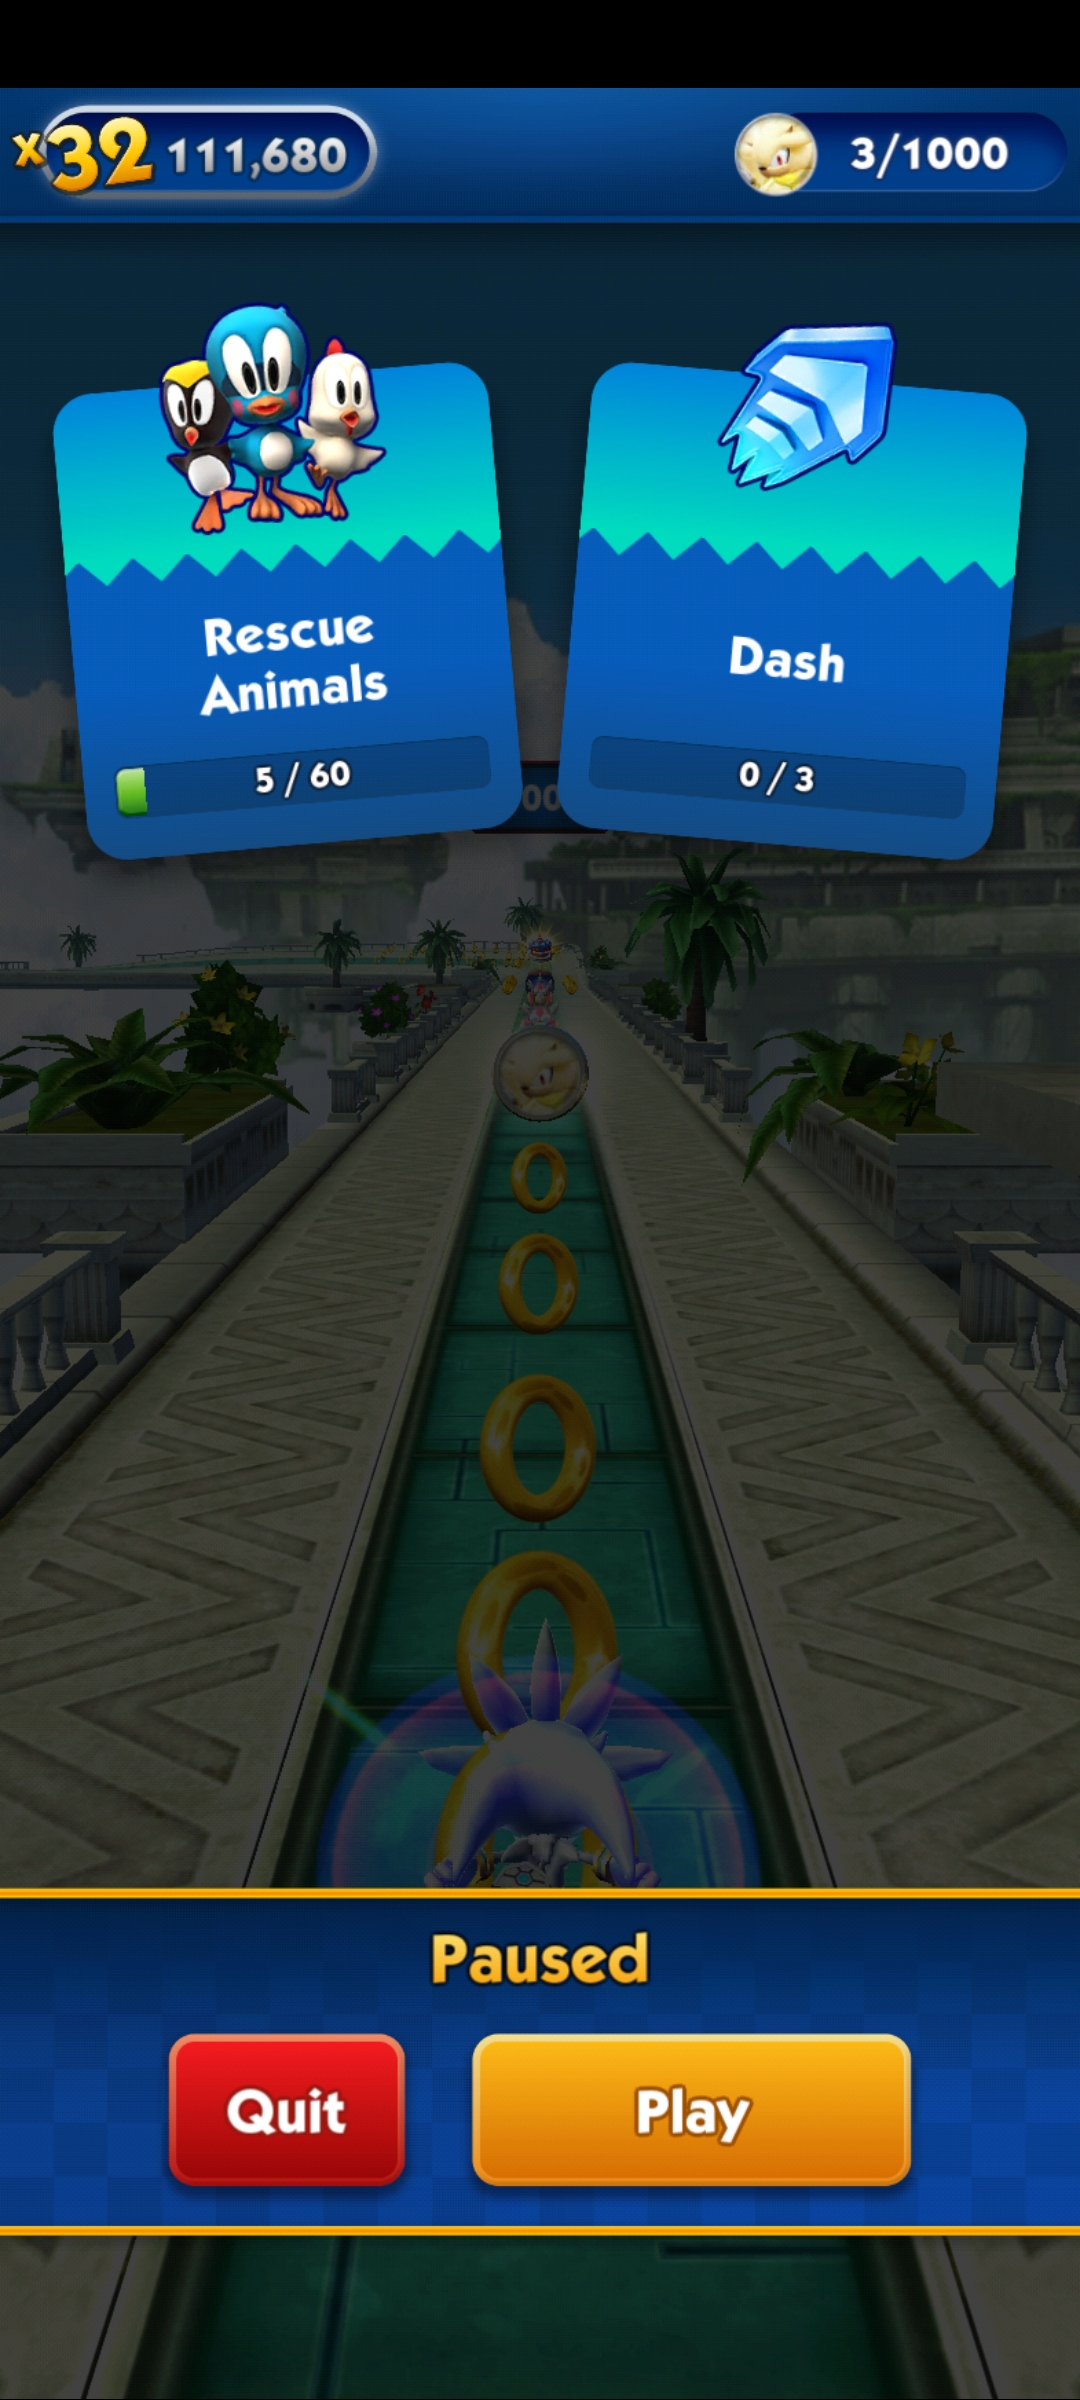 x32 111,680
3/1000
Rescue
Animals
5 / 60
Dash
0 / 3
Paused
Quit
Play